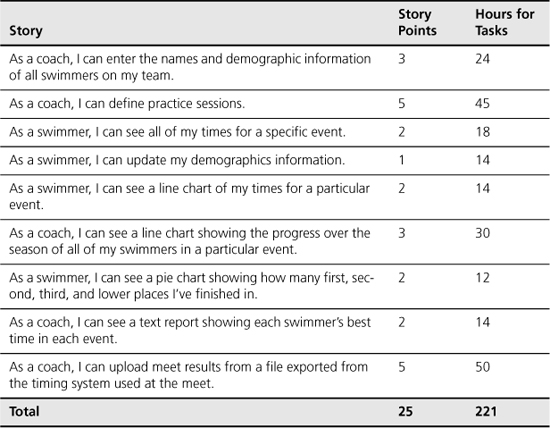 Story Story Points Hours for Tasks
As a coach, I can enter the names and demographic information 3 24
of all swimmers on my team.
As a coach, I can define practice sessions. 5 45
As a swimmer, I can see all of my times for a specific event. 2 18
As a swimmer, I can update my demographics information. 1 14
As a swimmer, I can see a line chart of my times for a particular 2 14
event.
As a coach, I can see a line chart showing the progress over the 3 30
season of all of my swimmers in a particular event.
As a swimmer, I can see a pie chart showing how many first, sec- 2 12
ond, third, and lower places I’ve finished in.
As a coach, I can see a text report showing each swimmer’s best 2 14
time in each event.
As a coach, I can upload meet results from a file exported from 5 50
the timing system used at the meet.
Total 25 221